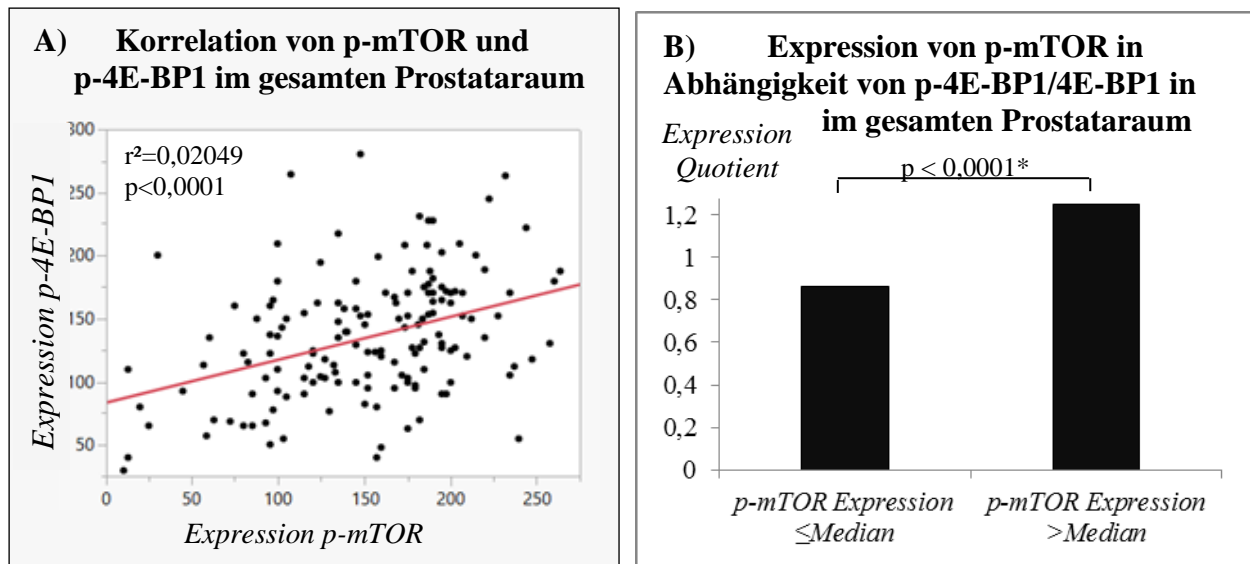 A) Korrelation von p-mTOR und
p-4E-BP1 im gesamten Prostataraum
r²=0,02049
p<0,0001
Expression p-4E-BP1
300
250
200
150
100
50
0 50 100 150 200 250
Expression p-mTOR
B) Expression von p-mTOR in
Abhängigkeit von p-4E-BP1/4E-BP1 in
im gesamten Prostataraum
Expression
Quotient
p < 0,0001*
1,2
1
0,8
0,6
0,4
0,2
0
p-mTOR Expression
≤Median
p-mTOR Expression
>Median